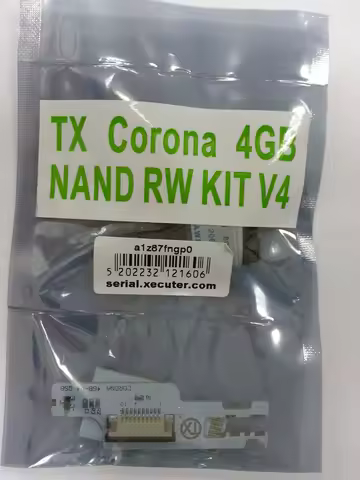 TX Corona 4GB
NAND RW KIT V4
a1z87fngp0
5 202232 121606
serial.xecuter.com